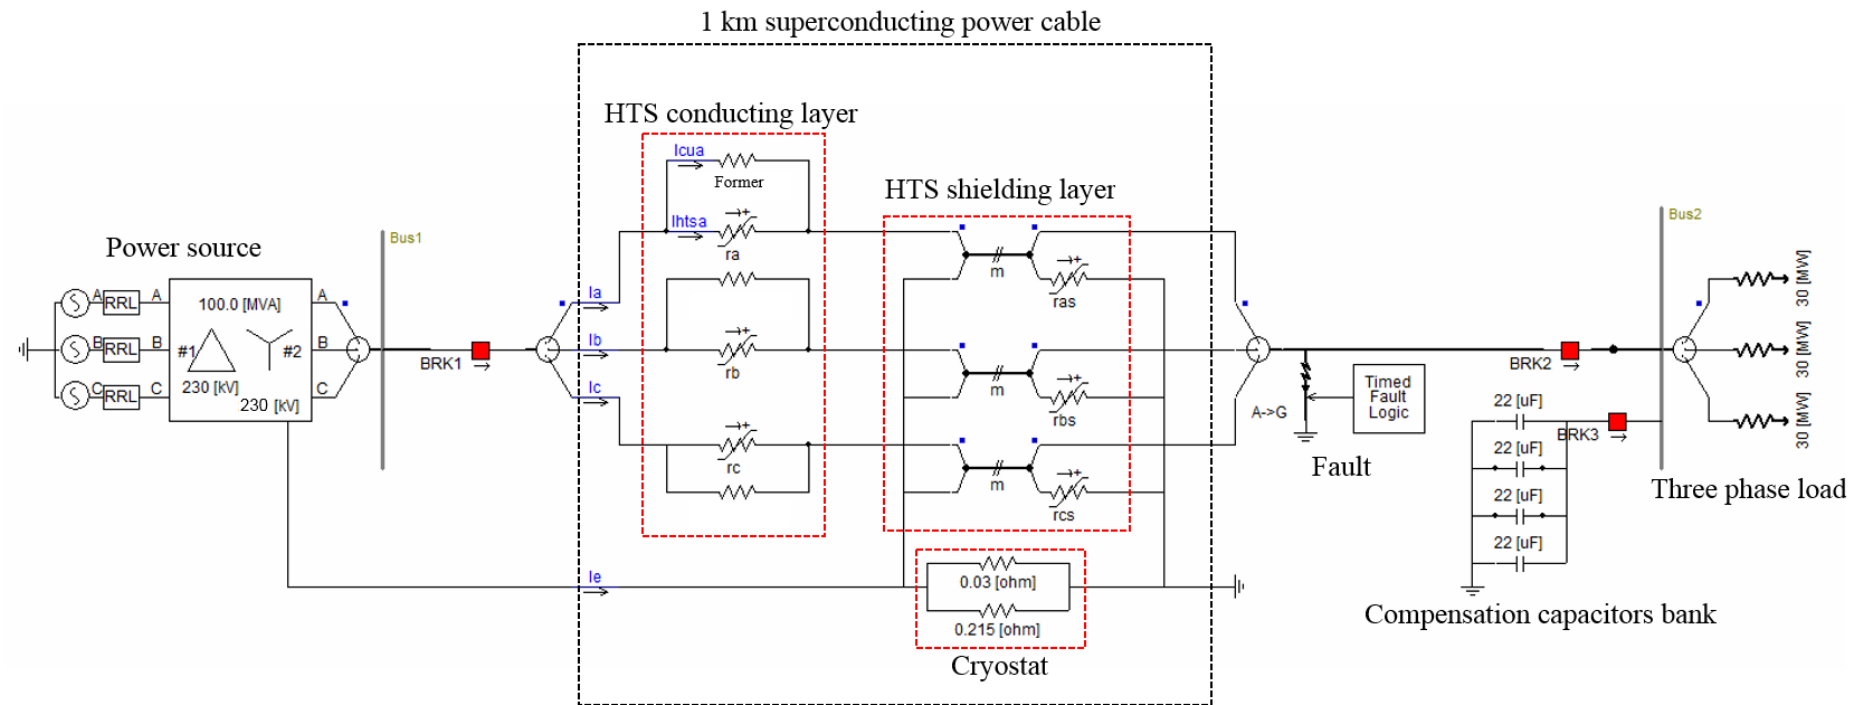 1 km superconducting power cable
HTS conducting layer
Icua
Former
HTS shielding layer
Ihtsa
ra
Power source
Bus1
Bus2
A RRL A
100.0 [MVA]
A
B RRL B
#1
#2
B
C RRL C
230 [kV]
230 [kV]
C
BRK1
Ia
Ib
Ic
rb
rc
m
ras
m
rbs
m
rcs
Ie
0.03 [ohm]
0.215 [ohm]
Cryostat
A->G
Timed
Fault
Logic
Fault
BRK2
BRK3
22 [uF]
22 [uF]
22 [uF]
22 [uF]
Compensation capacitors bank
30 [MW]
30 [MW]
30 [MW]
Three phase load